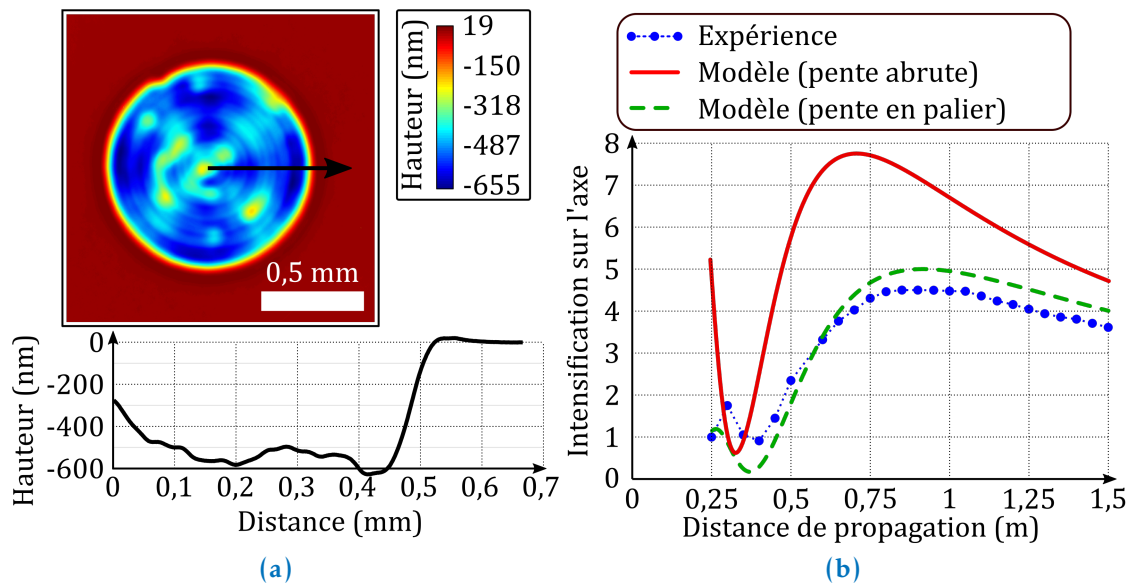 Hauteur (nm)
19
-150
-318
-487
-655
0,5 mm
Hauteur (nm)
0
-200
-400
-600
0 0,1 0,2 0,3 0,4 0,5 0,6 0,7
Distance (mm)
(a)
Expérience
Modèle (pente abrute)
Modèle (pente en palier)
Intensification sur l'axe
8
7
6
5
4
3
2
1
0
0 0,25 0,5 0,75 1 1,25 1,5
Distance de propagation (m)
(b)